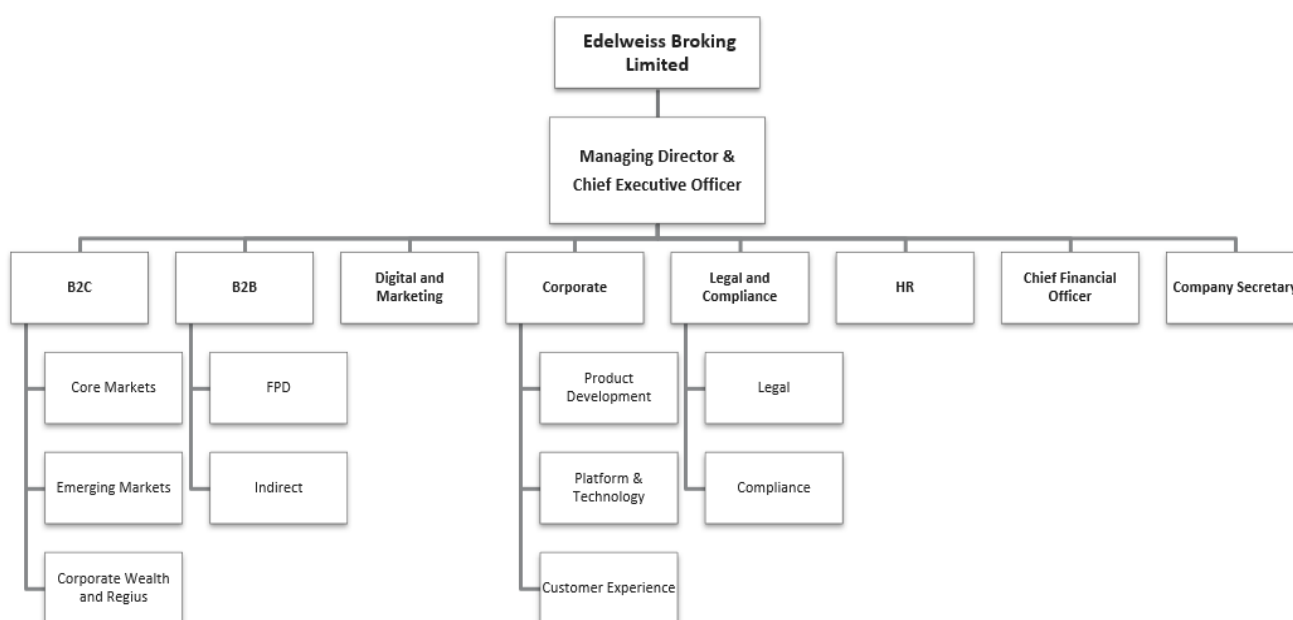 Edelweiss Broking
Limited
Managing Director &
Chief Executive Officer
B2C
B2B
Digital and
Marketing
Corporate
Legal and
Compliance
HR
Chief Financial
Officer
Company Secretary
Core Markets
FPD
Product
Development
Legal
Emerging Markets
Indirect
Platform &
Technology
Compliance
Corporate Wealth
and Regius
Customer Experience